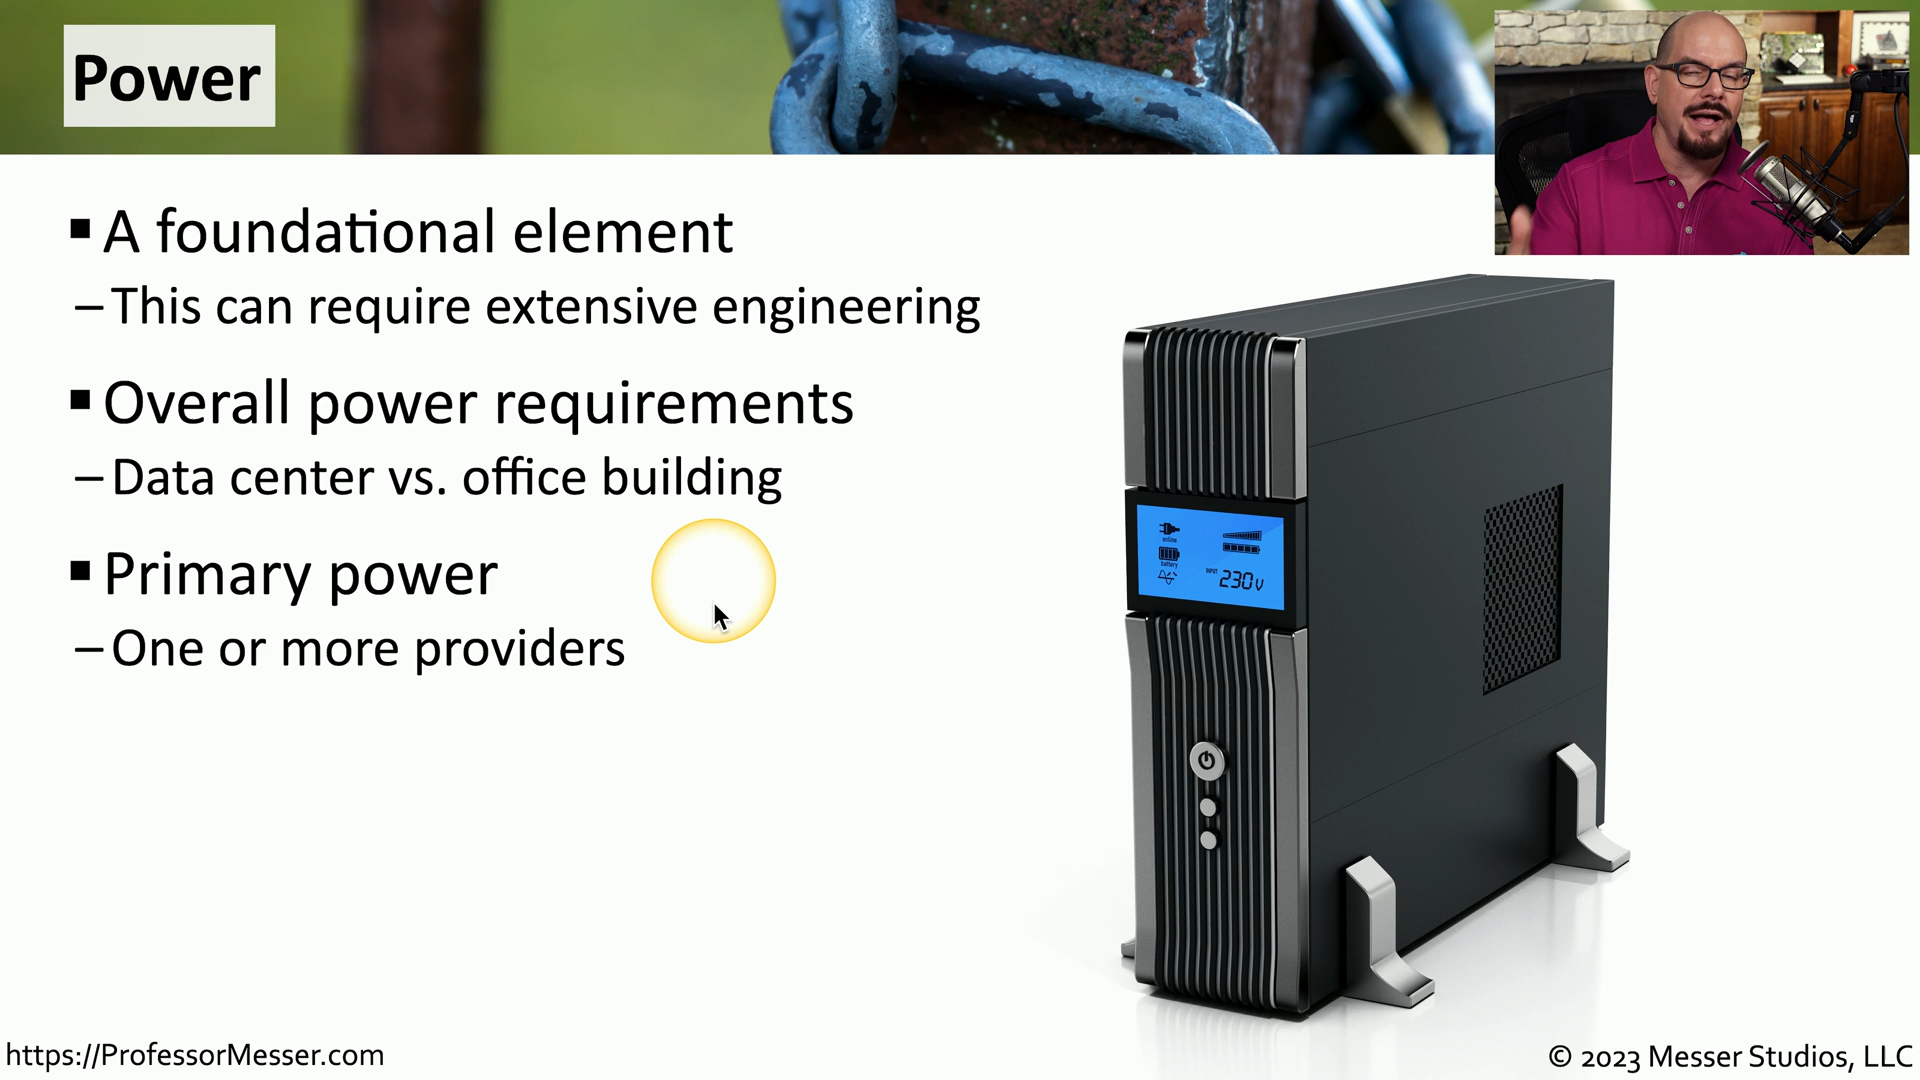 Power
▪ A foundational element
– This can require extensive engineering
▪ Overall power requirements
– Data center vs. office building
▪ Primary power
– One or more providers
online
battery
INPUT 230v
https://ProfessorMesser.com
© 2023 Messer Studios, LLC